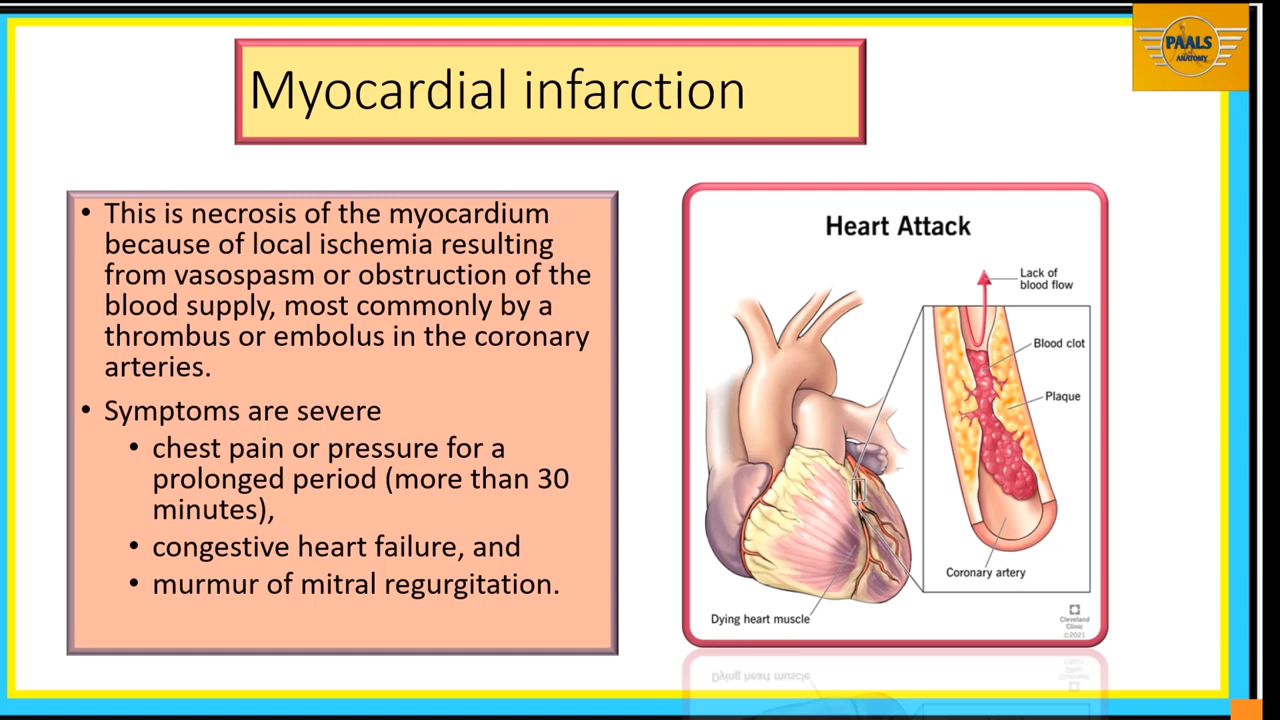 PAALS
ANATOMY
Myocardial infarction
• This is necrosis of the myocardium
because of local ischemia resulting
from vasospasm or obstruction of the
blood supply, most commonly by a
thrombus or embolus in the coronary
arteries.
• Symptoms are severe
• chest pain or pressure for a
prolonged period (more than 30
minutes),
• congestive heart failure, and
• murmur of mitral regurgitation.
Heart Attack
Lack of
blood flow
Blood clot
Plaque
Coronary artery
Dying heart muscle
Cleveland
Clinic
©2021